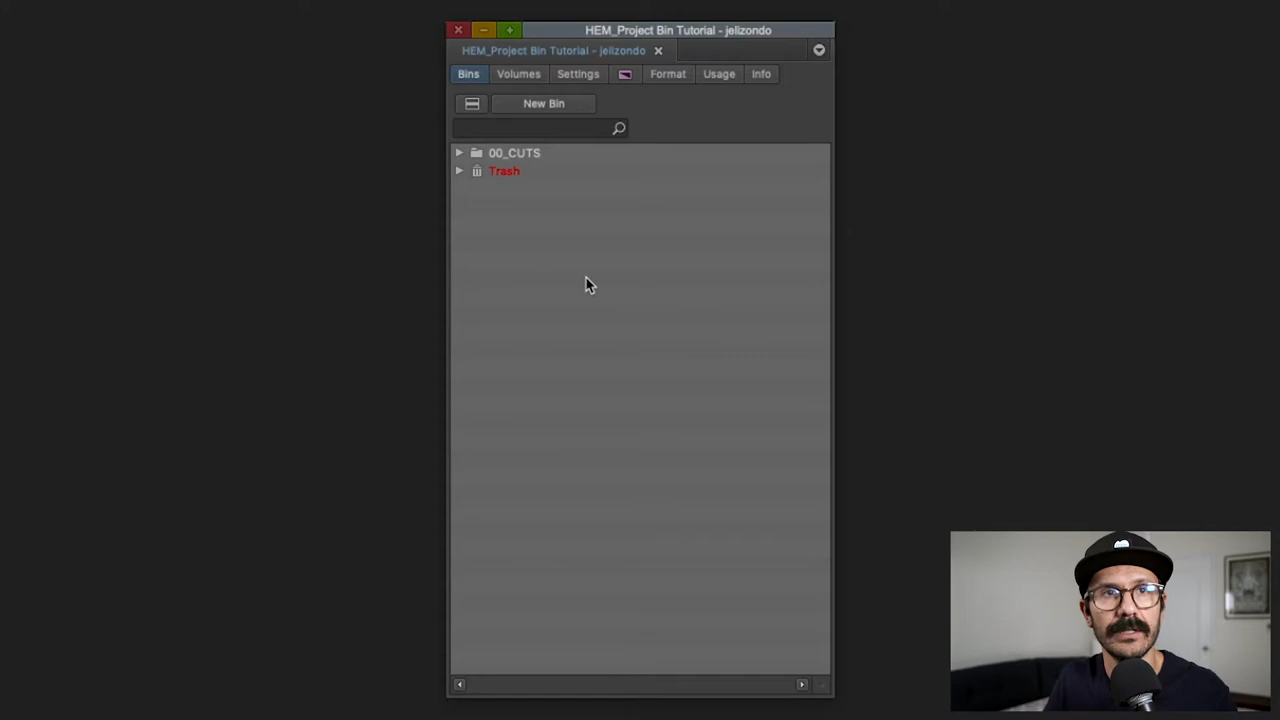 HEM_Project Bin Tutorial - jelizondo
HEM_Project Bin Tutorial - jelizondo
Bins Volumes Settings Format Usage Info
New Bin
00_CUTS
Trash